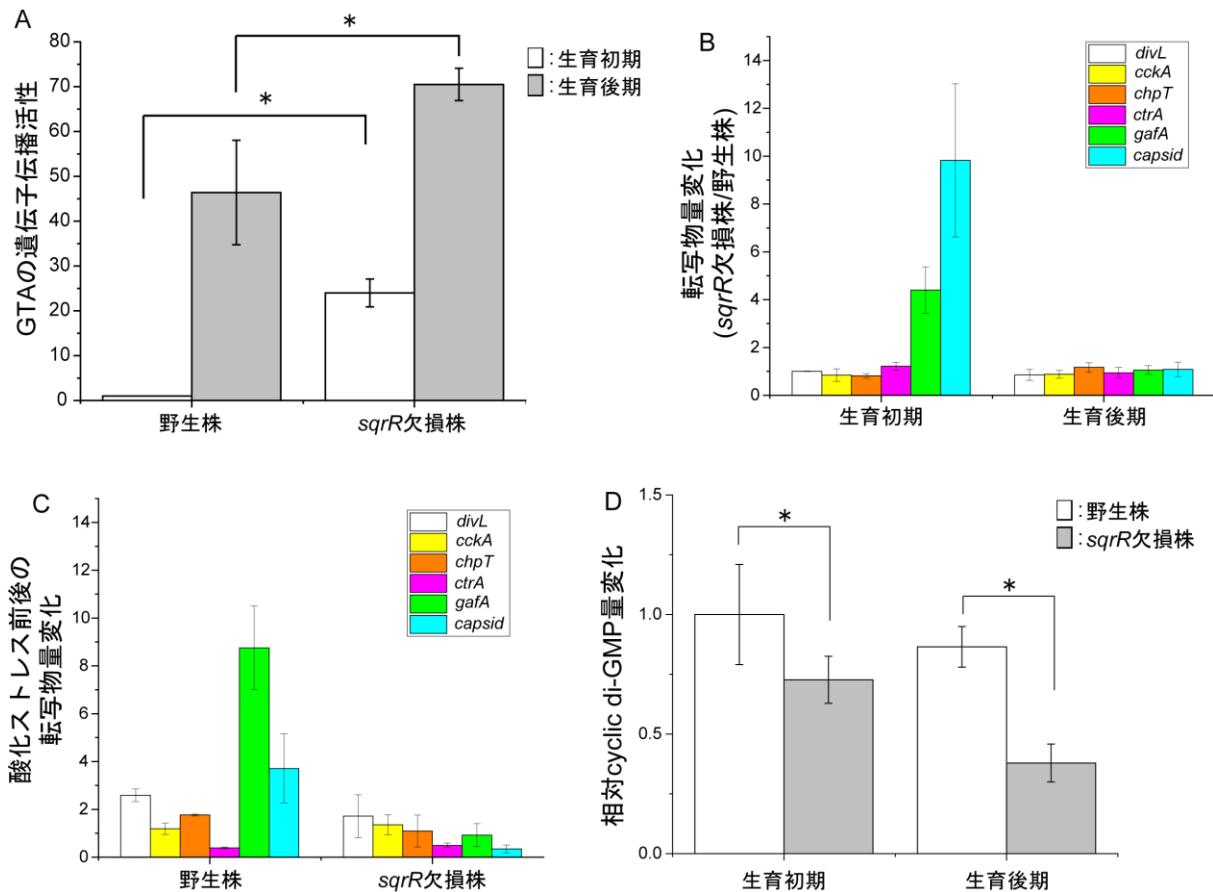 A
GTAの遺伝子伝播活性
80
70
60
50
40
30
20
10
0
*
*
□:生育初期
:生育後期
野生株
sqrR欠損株
B
転写物量変化
(sqrR欠損株/野生株)
14
12
10
8
6
4
2
0
divL
cckA
chpT
ctrA
gafA
capsid
生育初期
生育後期
C
酸化ストレス前後の
転写物量変化
14
12
10
8
6
4
2
0
divL
cckA
chpT
ctrA
gafA
capsid
野生株
sqrR欠損株
D
相対cyclic di-GMP量変化
1.5
1.0
0.5
0.0
*
*
:野生株
:sqrR欠損株
生育初期
生育後期